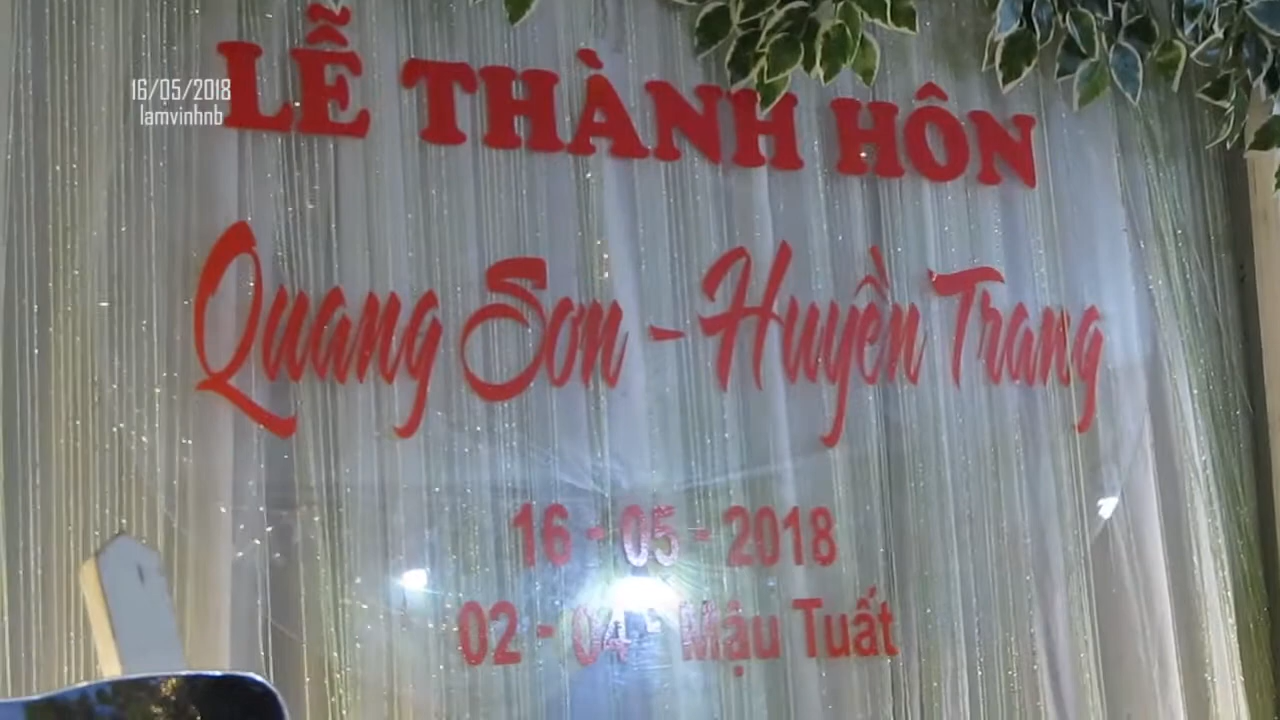 16/05/2018
lamvinhnb
LỄ THÀNH HÔN
Quang Sơn - Huyền Trang
16 - 05 - 2018
02 - 04 - Mậu Tuất